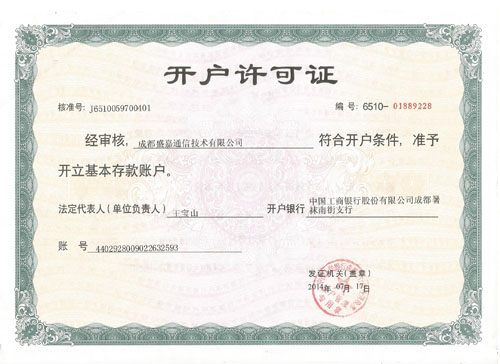 开户许可证
核准号: J6510059700401 编号: 6510-01889228
经审核, 成都盛嘉通信技术有限公司 符合开户条件, 准予
开立基本存款账户。
法定代表人(单位负责人) 王宝山 开户银行 中国工商银行股份有限公司成都暑
袜南街支行
账 号 4402928009022632593
发证机关(盖章)
2014年 07月 17日